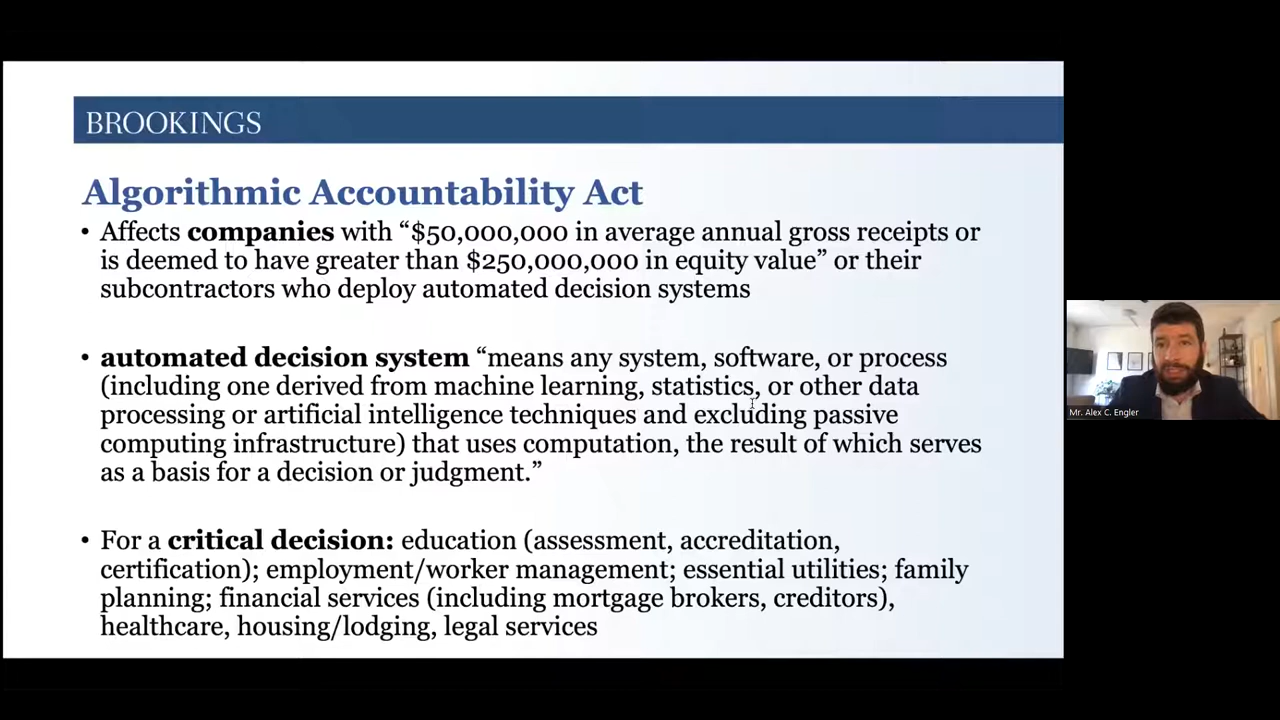 BROOKINGS
Algorithmic Accountability Act
• Affects companies with “$50,000,000 in average annual gross receipts or
is deemed to have greater than $250,000,000 in equity value” or their
subcontractors who deploy automated decision systems
• automated decision system “means any system, software, or process
(including one derived from machine learning, statistics, or other data
processing or artificial intelligence techniques and excluding passive
computing infrastructure) that uses computation, the result of which serves
as a basis for a decision or judgment.”
• For a critical decision: education (assessment, accreditation,
certification); employment/worker management; essential utilities; family
planning; financial services (including mortgage brokers, creditors),
healthcare, housing/lodging, legal services
Mr. Alex C. Engler